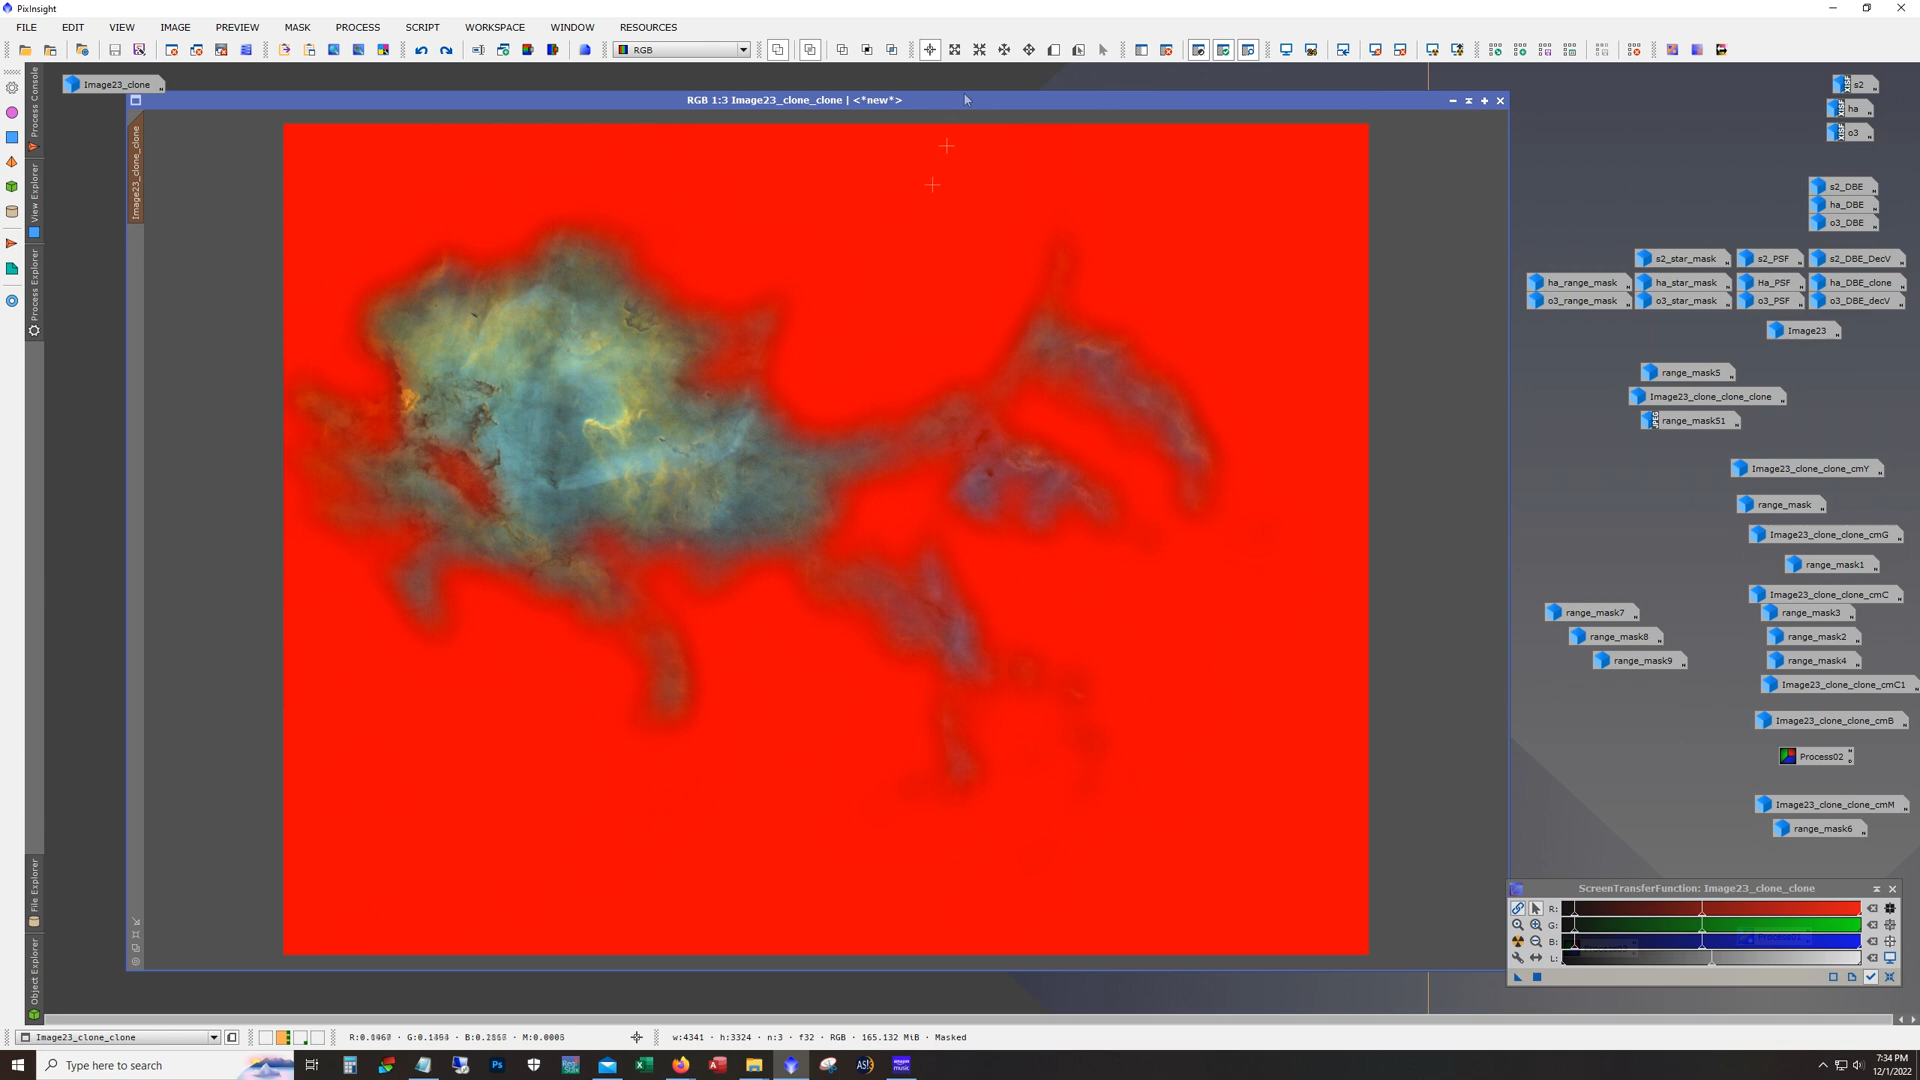 PixInsight
FILE EDIT VIEW IMAGE PREVIEW MASK PROCESS SCRIPT WORKSPACE WINDOW RESOURCES
RGB
Process Console
View Explorer
Process Explorer
File Explorer
Object Explorer
Image23_clone
RGB 1:3 Image23_clone_clone | <*new*>
Image23_clone_clone
XISF s2
XISF ha
XISF o3
s2_DBE
ha_DBE
o3_DBE
s2_star_mask s2_PSF s2_DBE_DecV
ha_range_mask ha_star_mask Ha_PSF ha_DBE_clone
o3_range_mask o3_star_mask o3_PSF o3_DBE_decV
Image23
range_mask5
Image23_clone_clone_clone
JPEG range_mask51
Image23_clone_clone_cmY
range_mask
Image23_clone_clone_cmG
range_mask1
Image23_clone_clone_cmC
range_mask7 range_mask3
range_mask8 range_mask2
range_mask9 range_mask4
Image23_clone_clone_cmC1
Image23_clone_clone_cmB
Process02
Image23_clone_clone_cmM
range_mask6
ScreenTransferFunction: Image23_clone_clone
R:
G:
B:
L:
Image23_clone_clone
w:4341 · h:3324 · n:3 · f32 · RGB · 165.132 MiB · Masked
Type here to search
7:34 PM
12/1/2022